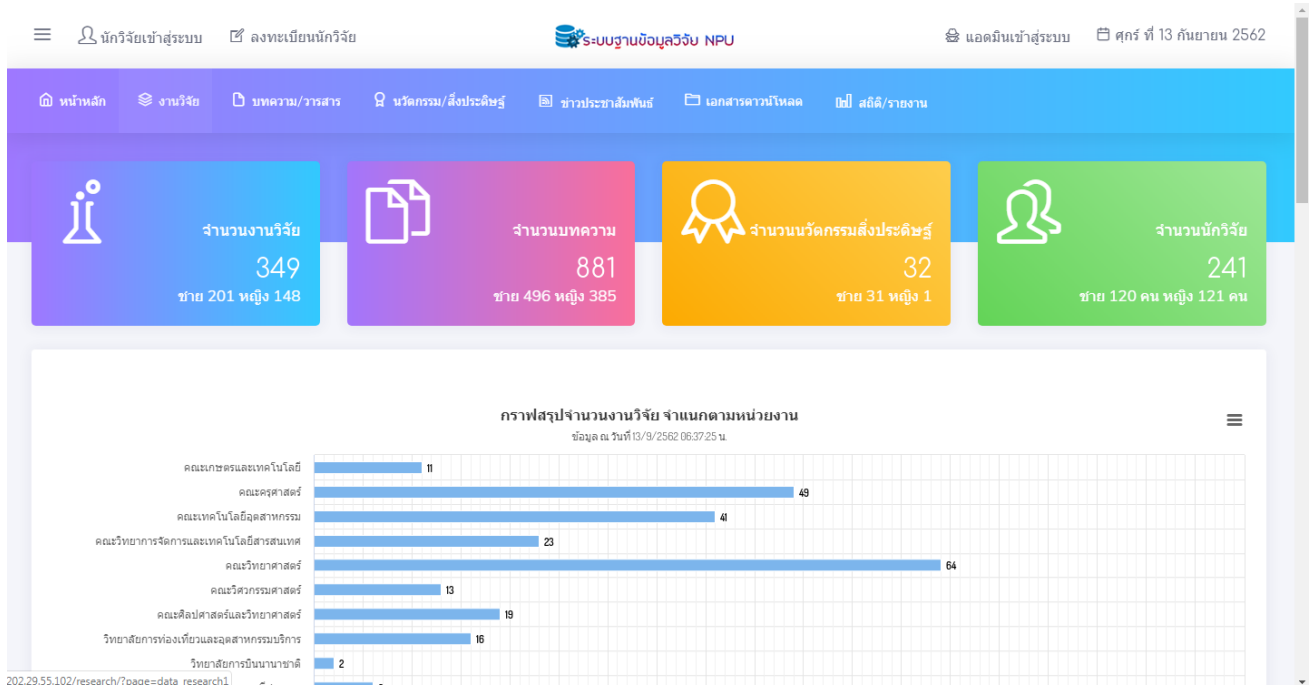 นักวิจัยเข้าสู่ระบบ ลงทะเบียนนักวิจัย ระบบฐานข้อมูลวิจัย NPU แอดมินเข้าสู่ระบบ ศุกร์ ที่ 13 กันยายน 2562
หน้าหลัก งานวิจัย บทความ/วารสาร นวัตกรรม/สิ่งประดิษฐ์ ข่าวประชาสัมพันธ์ เอกสารดาวน์โหลด สถิติ/รายงาน
จำนวนงานวิจัย
349
ชาย 201 หญิง 148
จำนวนบทความ
881
ชาย 496 หญิง 385
จำนวนนวัตกรรมสิ่งประดิษฐ์
32
ชาย 31 หญิง 1
จำนวนนักวิจัย
241
ชาย 120 คน หญิง 121 คน
กราฟสรุปจำนวนงานวิจัย จำแนกตามหน่วยงาน
ข้อมูล ณ วันที่ 13/9/2562 06:37:25 น.
คณะเกษตรและเทคโนโลยี 11
คณะครุศาสตร์ 49
คณะเทคโนโลยีอุตสาหกรรม 41
คณะวิทยาการจัดการและเทคโนโลยีสารสนเทศ 23
คณะวิทยาศาสตร์ 64
คณะวิศวกรรมศาสตร์ 13
คณะศิลปศาสตร์และวิทยาศาสตร์ 19
วิทยาลัยการท่องเที่ยวและอุตสาหกรรมบริการ 16
วิทยาลัยการบินนานาชาติ 2
202.29.55.102/research/?page=data_research1